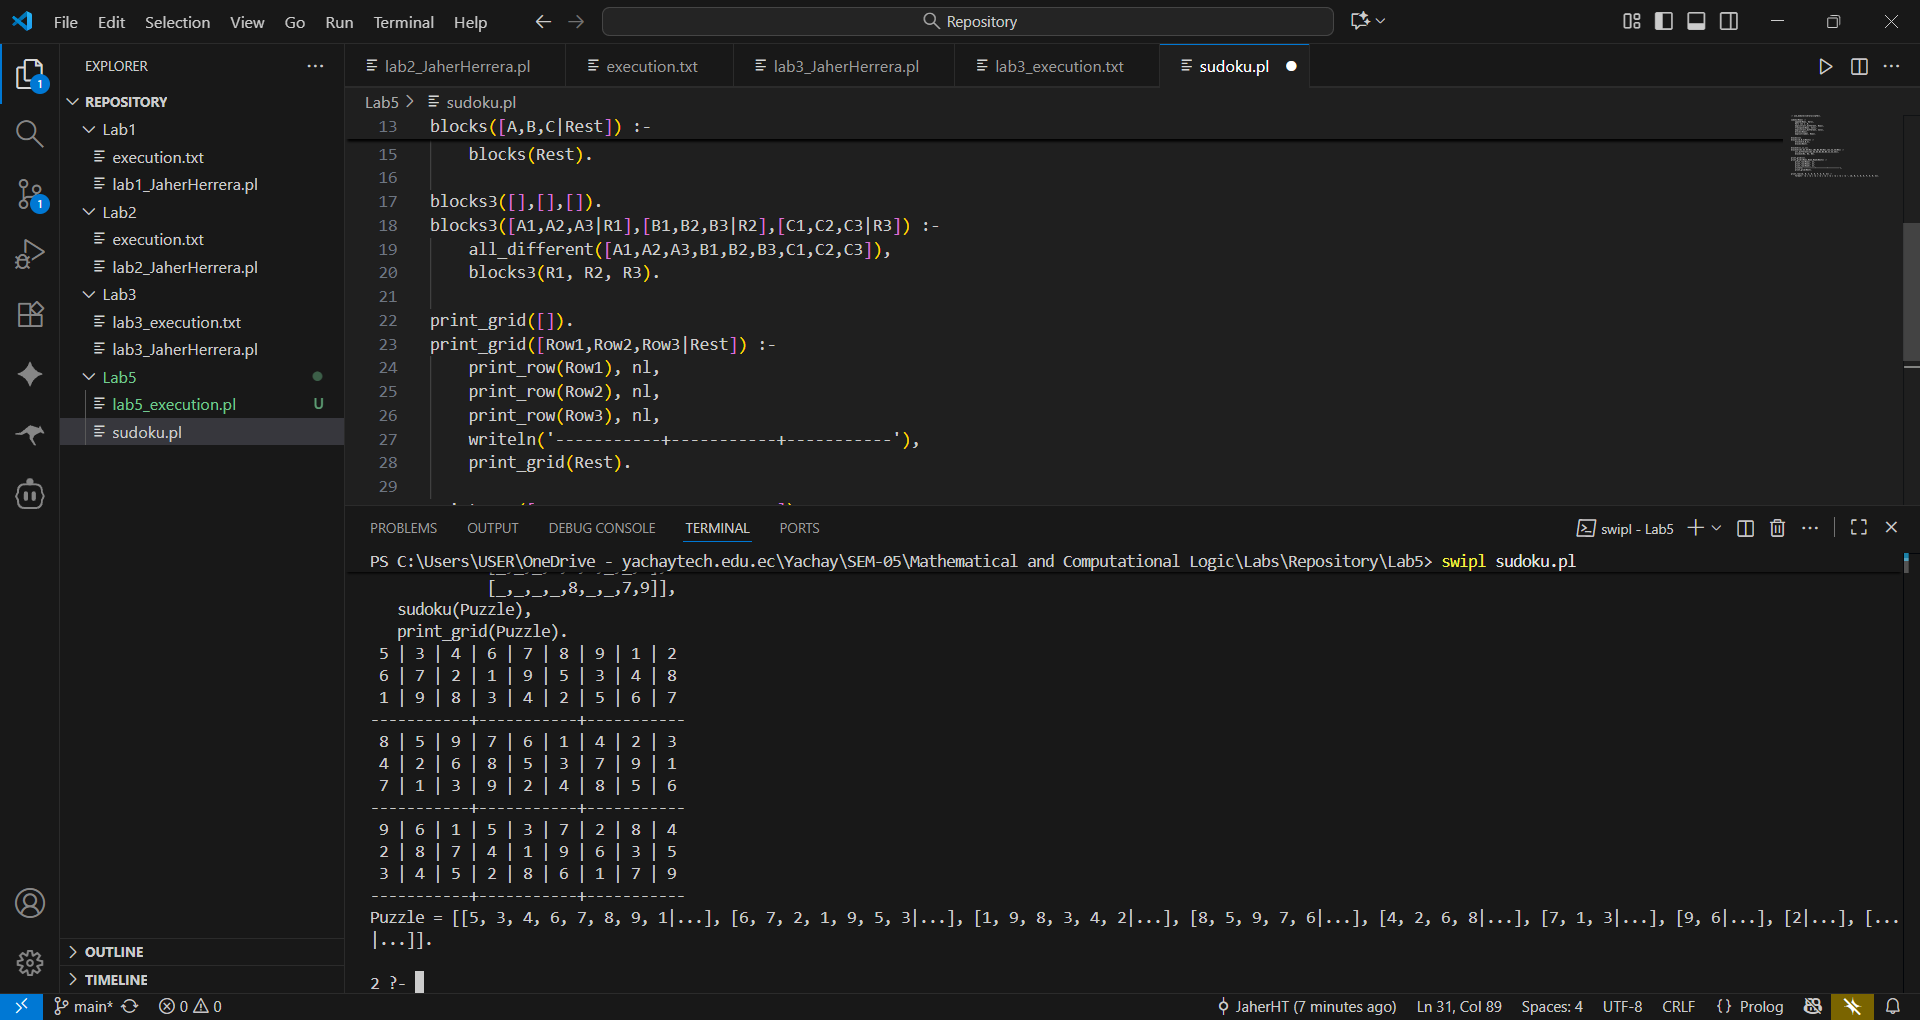 File Edit Selection View Go Run Terminal Help
Repository
EXPLORER
REPOSITORY
Lab1
execution.txt
lab1_JaherHerrera.pl
Lab2
execution.txt
lab2_JaherHerrera.pl
Lab3
lab3_execution.txt
lab3_JaherHerrera.pl
Lab5
lab5_execution.pl U
sudoku.pl
OUTLINE
TIMELINE
1
1
lab2_JaherHerrera.pl execution.txt lab3_JaherHerrera.pl lab3_execution.txt sudoku.pl
Lab5 > sudoku.pl
13 blocks([A,B,C|Rest]) :-
15 blocks(Rest).
16
17 blocks3([],[],[]).
18 blocks3([A1,A2,A3|R1],[B1,B2,B3|R2],[C1,C2,C3|R3]) :-
19 all_different([A1,A2,A3,B1,B2,B3,C1,C2,C3]),
20 blocks3(R1, R2, R3).
21
22 print_grid([]).
23 print_grid([Row1,Row2,Row3|Rest]) :-
24 print_row(Row1), nl,
25 print_row(Row2), nl,
26 print_row(Row3), nl,
27 writeln('-----------+-----------+-----------'),
28 print_grid(Rest).
29
PROBLEMS OUTPUT DEBUG CONSOLE TERMINAL PORTS
swipl - Lab5
PS C:\Users\USER\OneDrive - yachaytech.edu.ec\Yachay\SEM-05\Mathematical and Computational Logic\Labs\Repository\Lab5> swipl sudoku.pl
[_,_,_,_,8,_,_,7,9]],
sudoku(Puzzle),
print_grid(Puzzle).
5 | 3 | 4 | 6 | 7 | 8 | 9 | 1 | 2
6 | 7 | 2 | 1 | 9 | 5 | 3 | 4 | 8
1 | 9 | 8 | 3 | 4 | 2 | 5 | 6 | 7
-----------+-----------+-----------
8 | 5 | 9 | 7 | 6 | 1 | 4 | 2 | 3
4 | 2 | 6 | 8 | 5 | 3 | 7 | 9 | 1
7 | 1 | 3 | 9 | 2 | 4 | 8 | 5 | 6
-----------+-----------+-----------
9 | 6 | 1 | 5 | 3 | 7 | 2 | 8 | 4
2 | 8 | 7 | 4 | 1 | 9 | 6 | 3 | 5
3 | 4 | 5 | 2 | 8 | 6 | 1 | 7 | 9
-----------+-----------+-----------
Puzzle = [[5, 3, 4, 6, 7, 8, 9, 1|...], [6, 7, 2, 1, 9, 5, 3|...], [1, 9, 8, 3, 4, 2|...], [8, 5, 9, 7, 6|...], [4, 2, 6, 8|...], [7, 1, 3|...], [9, 6|...], [2|...], [...
|...]].
2 ?-
main* 0 0 JaherHT (7 minutes ago) Ln 31, Col 89 Spaces: 4 UTF-8 CRLF {} Prolog